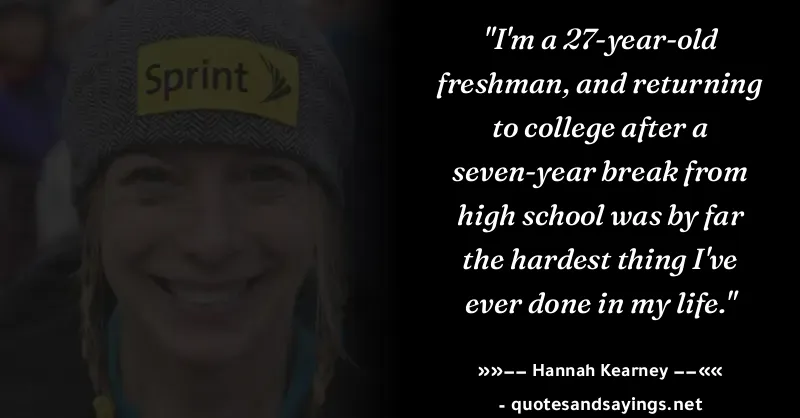 Sprint
"I'm a 27-year-old
freshman, and returning
to college after a
seven-year break from
high school was by far
the hardest thing I've
ever done in my life."
»»–– Hannah Kearney ––««
- quotesandsayings.net